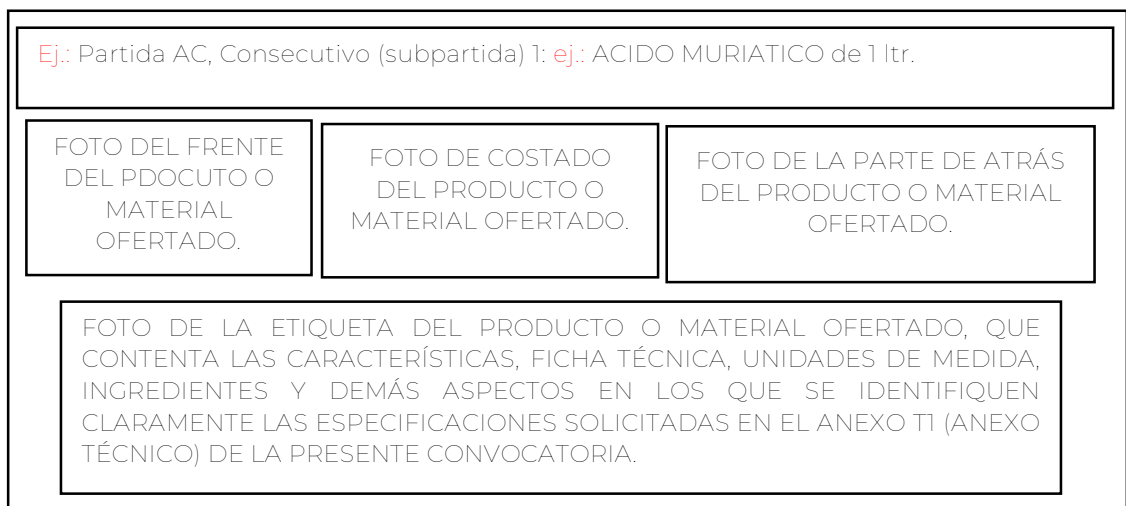 Ej.: Partida AC, Consecutivo (subpartida) 1: ej.: ACIDO MURIATICO de 1 ltr.
FOTO DEL FRENTE
DEL PDOCUTO O
MATERIAL
OFERTADO.
FOTO DE COSTADO
DEL PRODUCTO O
MATERIAL OFERTADO.
FOTO DE LA PARTE DE ATRÁS
DEL PRODUCTO O MATERIAL
OFERTADO.
FOTO DE LA ETIQUETA DEL PRODUCTO O MATERIAL OFERTADO, QUE
CONTENTA LAS CARACTERÍSTICAS, FICHA TÉCNICA, UNIDADES DE MEDIDA,
INGREDIENTES Y DEMÁS ASPECTOS EN LOS QUE SE IDENTIFIQUEN
CLARAMENTE LAS ESPECIFICACIONES SOLICITADAS EN EL ANEXO T1 (ANEXO
TÉCNICO) DE LA PRESENTE CONVOCATORIA.